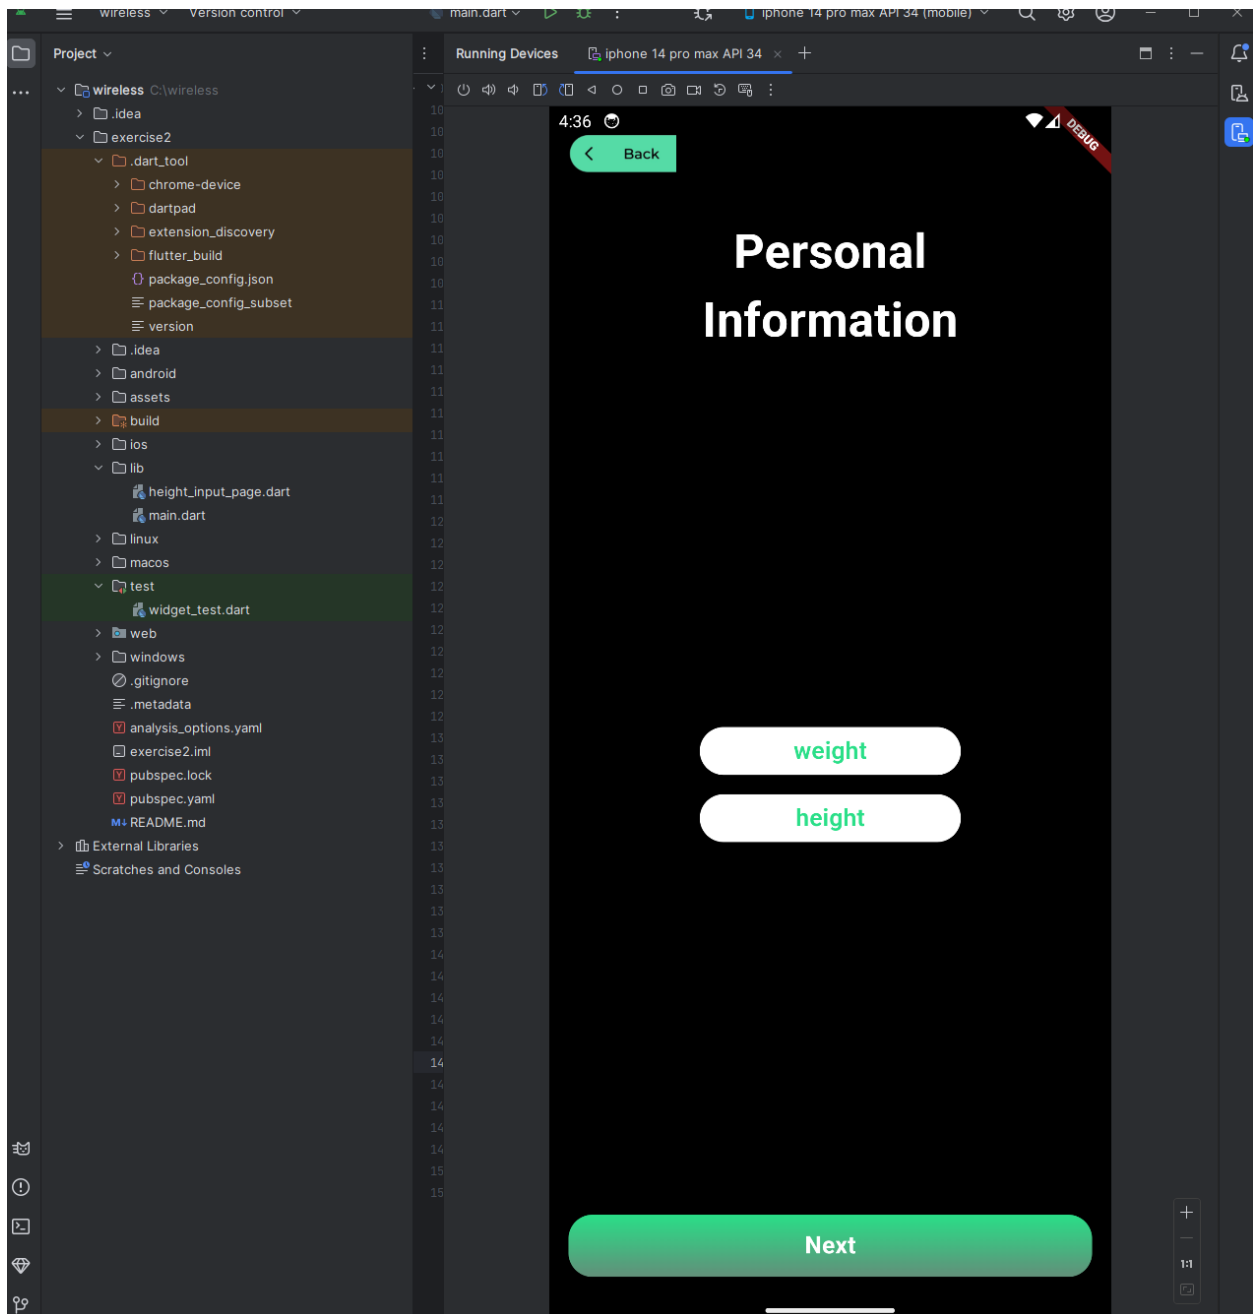 wireless Version control main.dart iphone 14 pro max API 34 (mobile)
Project
Running Devices iphone 14 pro max API 34
wireless C:\wireless
.idea
exercise2
.dart_tool
chrome-device
dartpad
extension_discovery
flutter_build
package_config.json
package_config_subset
version
.idea
android
assets
build
ios
lib
height_input_page.dart
main.dart
linux
macos
test
widget_test.dart
web
windows
.gitignore
.metadata
analysis_options.yaml
exercise2.iml
pubspec.lock
pubspec.yaml
README.md
External Libraries
Scratches and Consoles
4:36
DEBUG
Back
Personal
Information
weight
height
Next
1:1